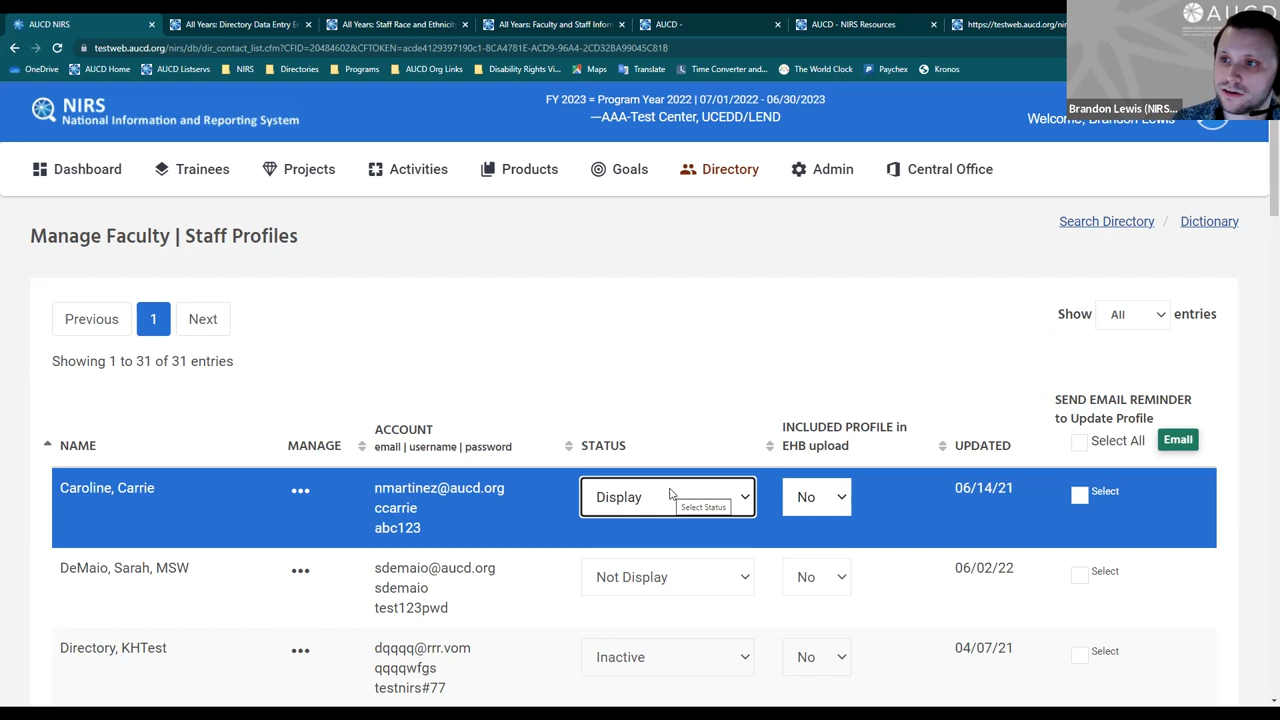 AUCD NIRS
All Years: Directory Data Entry E
All Years: Staff Race and Ethnicit
All Years: Faculty and Staff Infor
AUCD -
AUCD - NIRS Resources
https://testweb.aucd.org/nir
AUCD
testweb.aucd.org/nirs/db/dir_contact_list.cfm?CFID=20484602&CFTOKEN=acde4129397190c1-8CA4781E-ACD9-96A4-2CD32BA99045C81B
OneDrive
AUCD Home
AUCD Listservs
NIRS
Directories
Programs
AUCD Org Links
Disability Rights Vi...
Maps
Translate
Time Converter and...
The World Clock
Paychex
Kronos
Brandon Lewis (NIRS...
NIRS
National Information and Reporting System
FY 2023 = Program Year 2022 | 07/01/2022 - 06/30/2023
—AAA-Test Center, UCEDD/LEND
Welcome, Brandon Lewis
Dashboard
Trainees
Projects
Activities
Products
Goals
Directory
Admin
Central Office
Search Directory / Dictionary
Manage Faculty | Staff Profiles
Previous 1 Next
Show All entries
Showing 1 to 31 of 31 entries
NAME
MANAGE
ACCOUNT
email | username | password
STATUS
INCLUDED PROFILE in
EHB upload
UPDATED
SEND EMAIL REMINDER
to Update Profile
Select All Email
Caroline, Carrie
•••
nmartinez@aucd.org
ccarrie
abc123
Display
Select Status
No
06/14/21
Select
DeMaio, Sarah, MSW
•••
sdemaio@aucd.org
sdemaio
test123pwd
Not Display
No
06/02/22
Select
Directory, KHTest
•••
dqqqq@rrr.vom
qqqqwfgs
testnirs#77
Inactive
No
04/07/21
Select